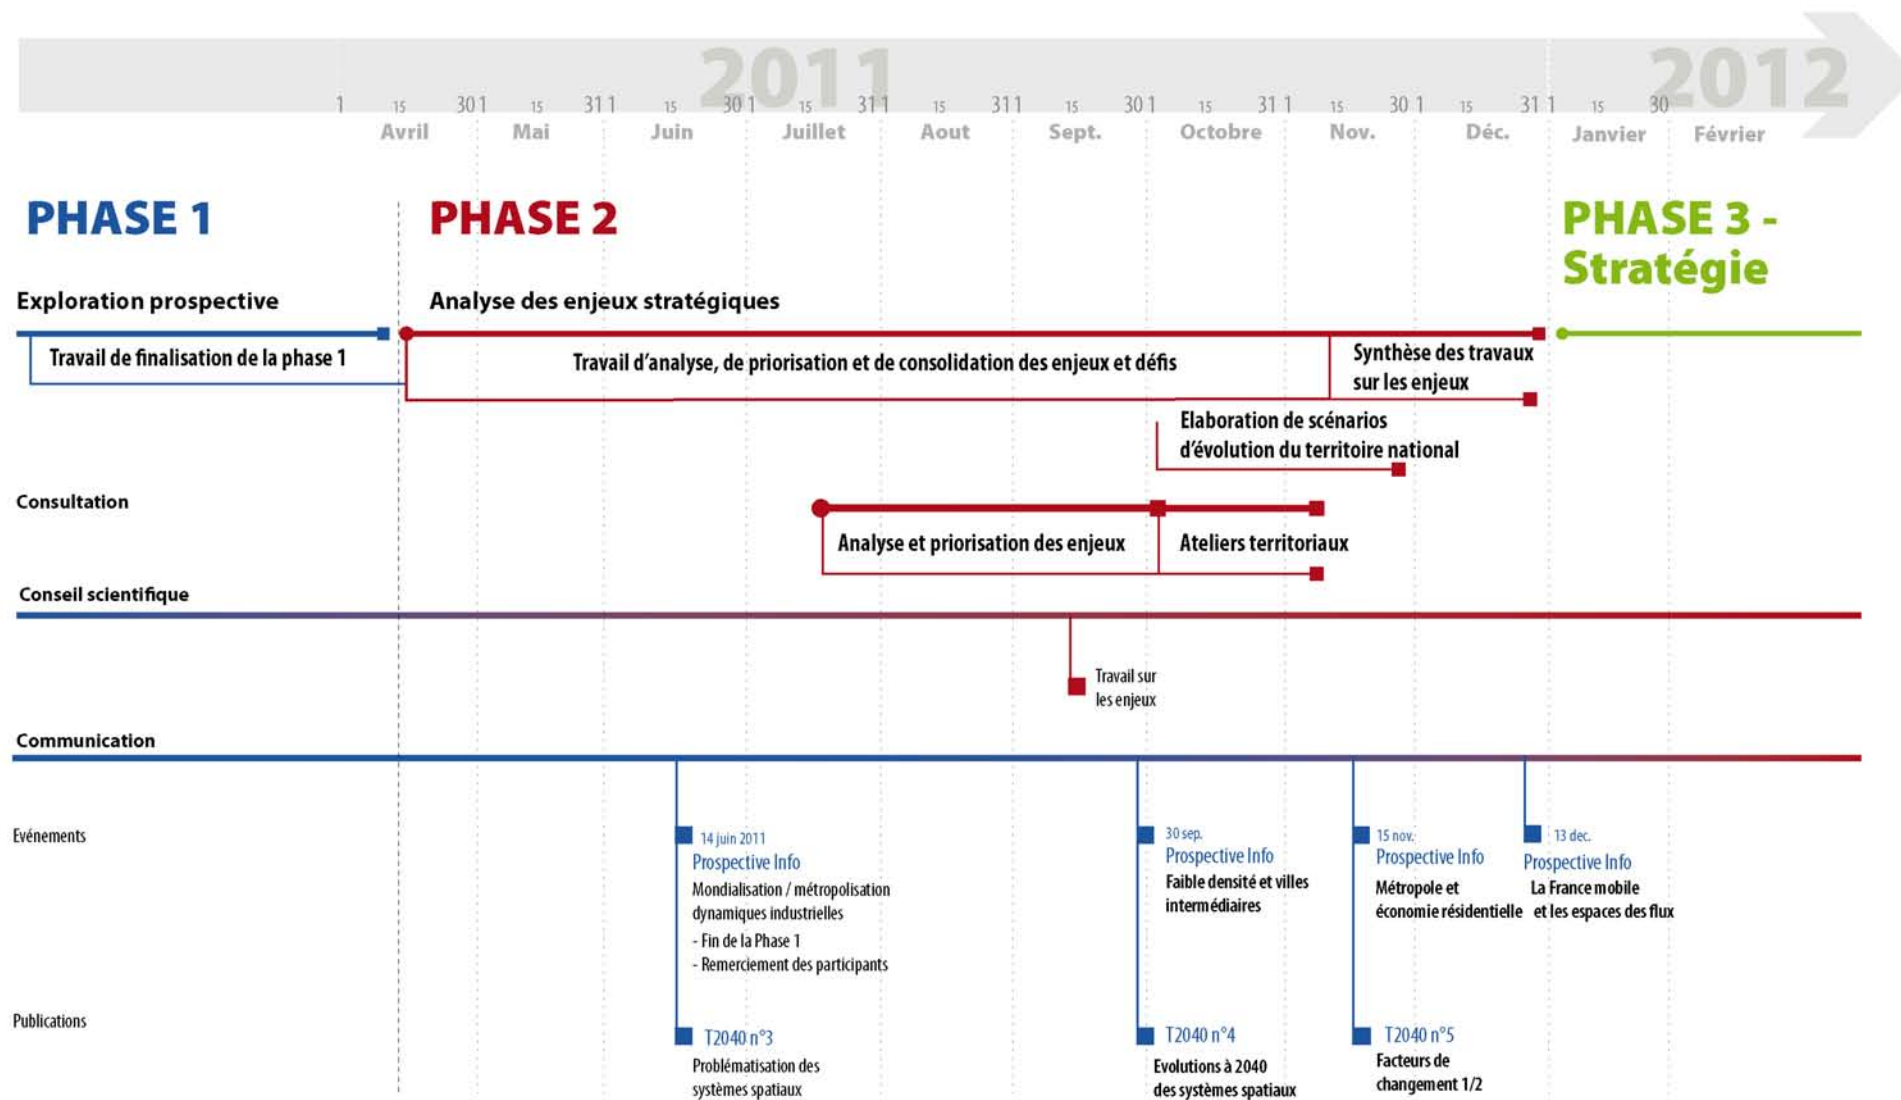 2011
2012
1 15 30 1 15 31 1 15 30 1 15 31 1 15 31 1 15 30 1 15 31 1 15 30 1 15 31 1 15 30
Avril Mai Juin Juillet Aout Sept. Octobre Nov. Déc. Janvier Février
PHASE 1
PHASE 2
PHASE 3 -
Stratégie
Exploration prospective
Analyse des enjeux stratégiques
Travail de finalisation de la phase 1
Travail d'analyse, de priorisation et de consolidation des enjeux et défis
Synthèse des travaux
sur les enjeux
Elaboration de scénarios
d'évolution du territoire national
Consultation
Analyse et priorisation des enjeux
Ateliers territoriaux
Conseil scientifique
Travail sur
les enjeux
Communication
Evénements
14 juin 2011
Prospective Info
Mondialisation / métropolisation
dynamiques industrielles
- Fin de la Phase 1
- Remerciement des participants
30 sep.
Prospective Info
Faible densité et villes
intermédiaires
15 nov.
Prospective Info
Métropole et
économie résidentielle
13 dec.
Prospective Info
La France mobile
et les espaces des flux
Publications
T2040 n°3
Problématisation des
systèmes spatiaux
T2040 n°4
Evolutions à 2040
des systèmes spatiaux
T2040 n°5
Facteurs de
changement 1/2